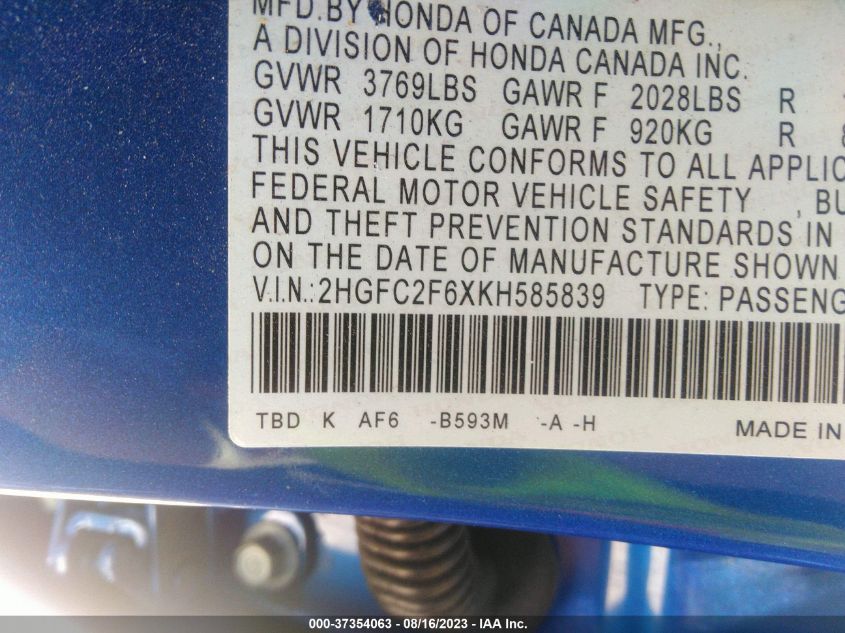 MFD.BY HONDA OF CANADA MFG.,
A DIVISION OF HONDA CANADA INC.
GVWR 3769LBS GAWR F 2028LBS R
GVWR 1710KG GAWR F 920KG R
THIS VEHICLE CONFORMS TO ALL APPLIC
FEDERAL MOTOR VEHICLE SAFETY , BU
AND THEFT PREVENTION STANDARDS IN
ON THE DATE OF MANUFACTURE SHOWN
V.I.N.:2HGFC2F6XKH585839 TYPE: PASSENG
TBD K AF6 -B593M -A -H MADE IN
000-37354063 - 08/16/2023 - IAA Inc.